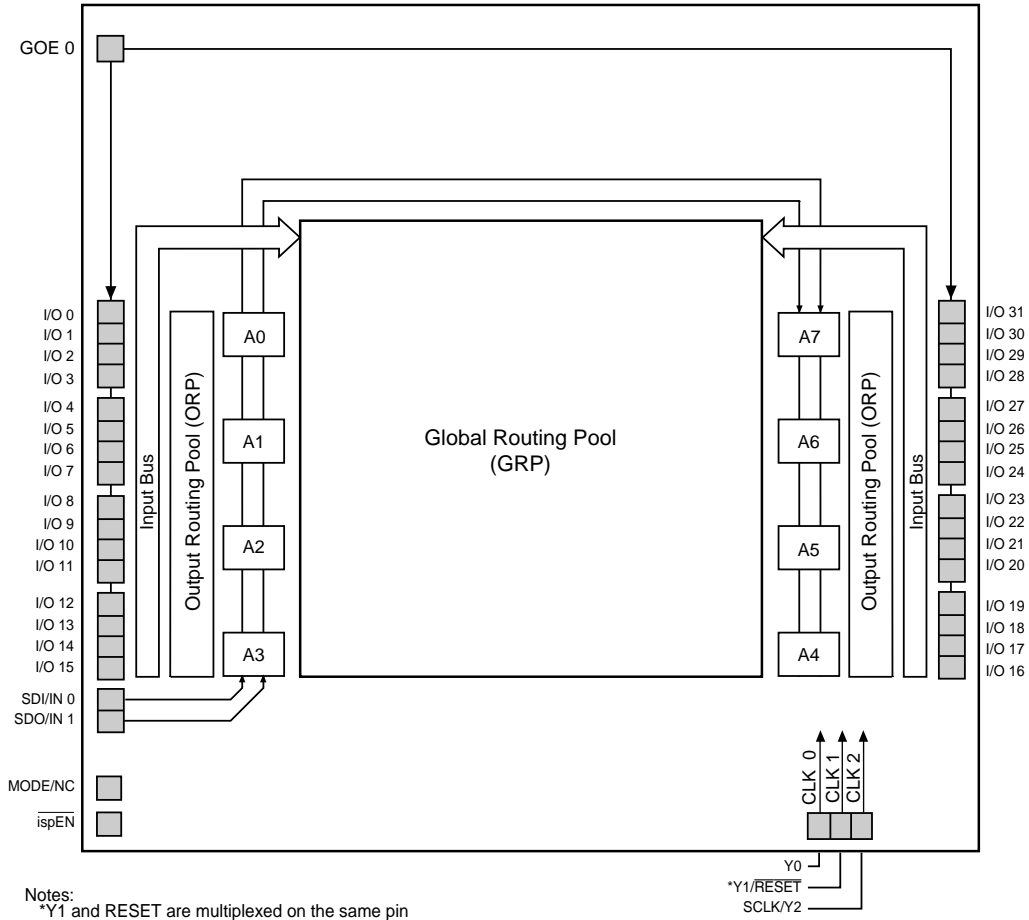 GOE 0
I/O 0
I/O 1
I/O 2
I/O 3
I/O 4
I/O 5
I/O 6
I/O 7
I/O 8
I/O 9
I/O 10
I/O 11
I/O 12
I/O 13
I/O 14
I/O 15
SDI/IN 0
SDO/IN 1
MODE/NC
ispEN
Input Bus
Output Routing Pool (ORP)
A0
A1
A2
A3
Global Routing Pool
(GRP)
A7
A6
A5
A4
Output Routing Pool (ORP)
Input Bus
I/O 31
I/O 30
I/O 29
I/O 28
I/O 27
I/O 26
I/O 25
I/O 24
I/O 23
I/O 22
I/O 21
I/O 20
I/O 19
I/O 18
I/O 17
I/O 16
CLK 0
CLK 1
CLK 2
Y0
*Y1/RESET
SCLK/Y2
Notes:
*Y1 and RESET are multiplexed on the same pin